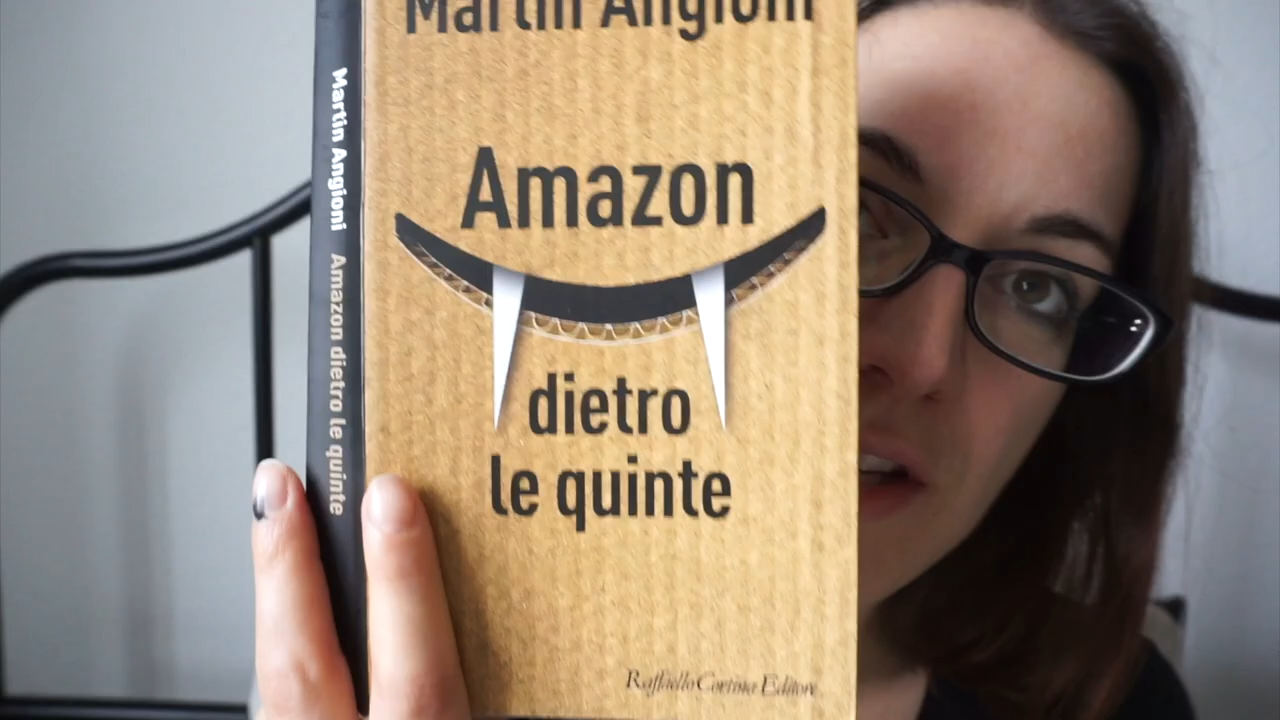 Martin Angioni
Amazon
dietro
le quinte
Raffaello Cortina Editore
Martin Angioni Amazon dietro le quinte